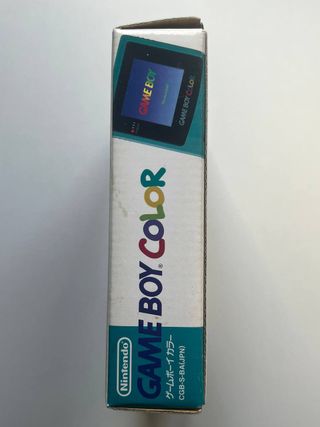 Nintendo
GAME BOY COLOR
ゲームボーイカラー
CGB-S-BA(JPN)
GAME BOY
GAME BOY COLOR